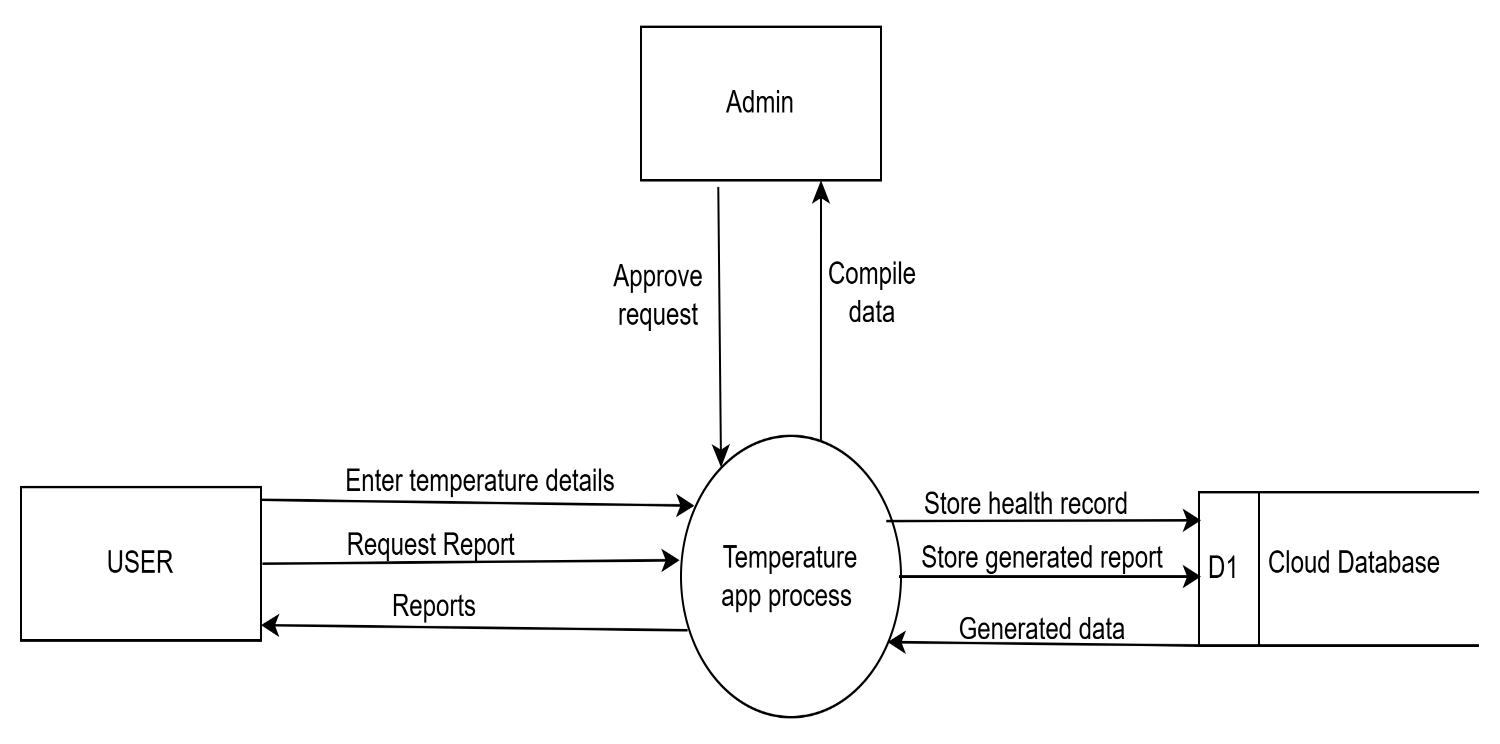 Admin
Approve
request
Compile
data
Enter temperature details
Request Report
Reports
USER
Temperature
app process
Store health record
Store generated report
Generated data
D1
Cloud Database